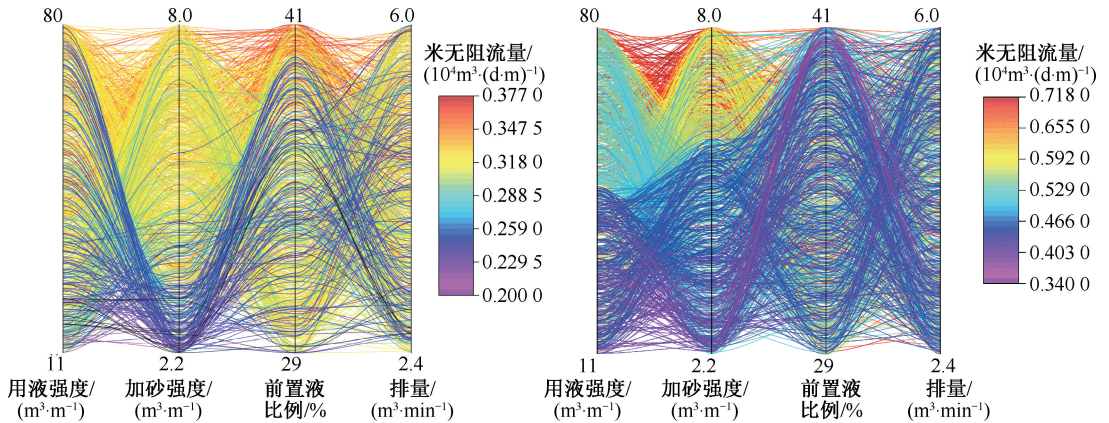 80
8.0
41
6.0
米无阻流量/
(10⁴m³·(d·m)⁻¹)
0.377 0
0.347 5
0.318 0
0.288 5
0.259 0
0.229 5
0.200 0
11
2.2
29
2.4
用液强度/
(m³·m⁻¹)
加砂强度/
(m³·m⁻¹)
前置液
比例/%
排量/
(m³·min⁻¹)
80
8.0
41
6.0
米无阻流量/
(10⁴m³·(d·m)⁻¹)
0.718 0
0.655 0
0.592 0
0.529 0
0.466 0
0.403 0
0.340 0
11
2.2
29
2.4
用液强度/
(m³·m⁻¹)
加砂强度/
(m³·m⁻¹)
前置液
比例/%
排量/
(m³·min⁻¹)